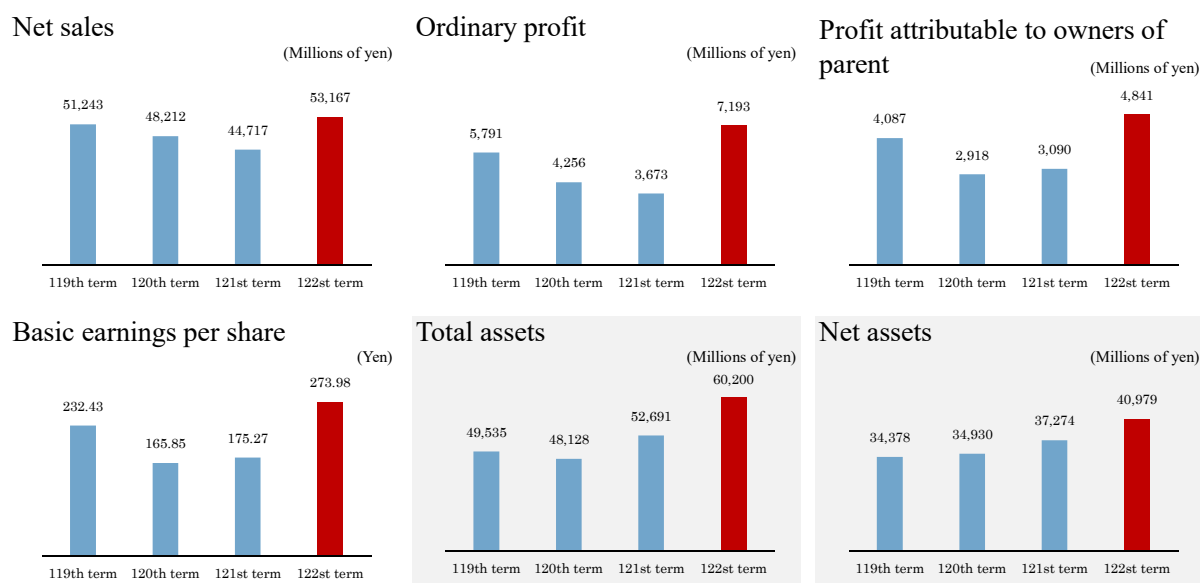 Net sales
(Millions of yen)
51,243
48,212
44,717
53,167
119th term 120th term 121st term 122st term
Ordinary profit
(Millions of yen)
5,791
4,256
3,673
7,193
119th term 120th term 121st term 122st term
Profit attributable to owners of
parent
(Millions of yen)
4,087
2,918
3,090
4,841
119th term 120th term 121st term 122st term
Basic earnings per share
(Yen)
232.43
165.85
175.27
273.98
119th term 120th term 121st term 122st term
Total assets
(Millions of yen)
49,535
48,128
52,691
60,200
119th term 120th term 121st term 122st term
Net assets
(Millions of yen)
34,378
34,930
37,274
40,979
119th term 120th term 121st term 122st term